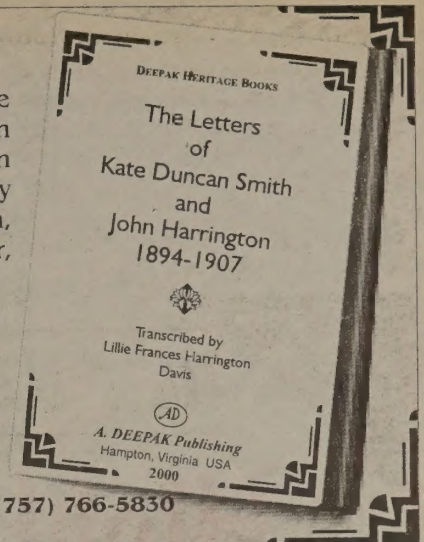 DEEPAK HERITAGE BOOKS
The Letters
of
Kate Duncan Smith
and
John Harrington
1894-1907
Transcribed by
Lillie Frances Harrington
Davis
AD
A. DEEPAK Publishing
Hampton, Virginia USA
2000
757) 766-5830